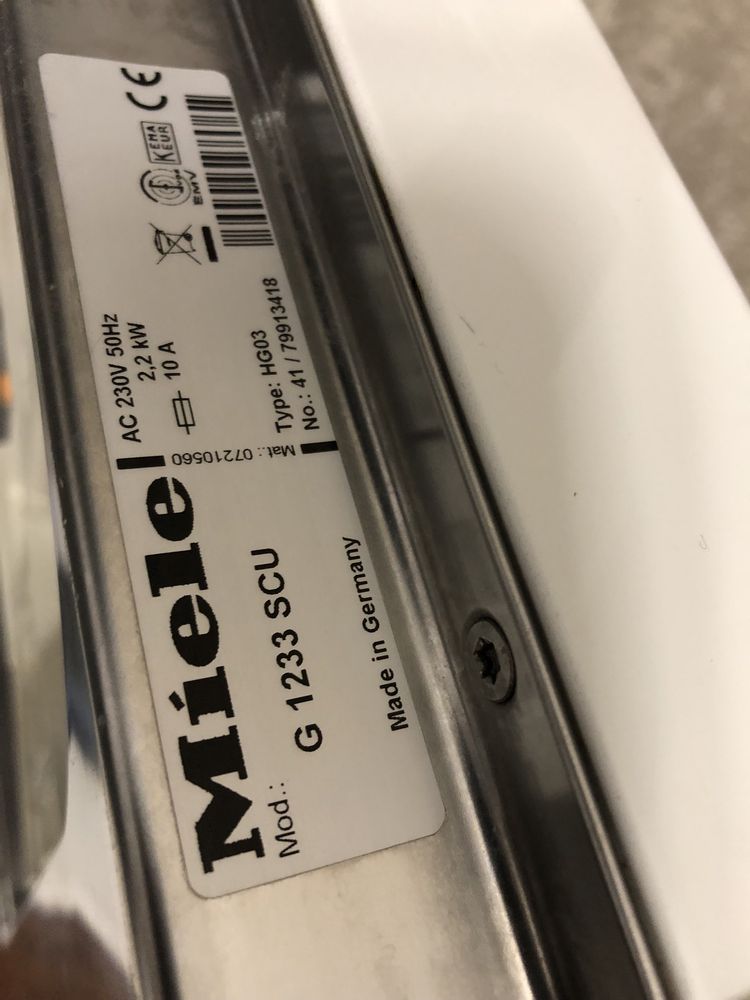 Miele
Mod.:
G 1233 SCU
Made in Germany
Mat.: 07210560
AC 230V 50Hz
2,2 kW
10 A
Type: HG03
No.: 41 / 79913418
EMV
KEMA
KEUR
CE